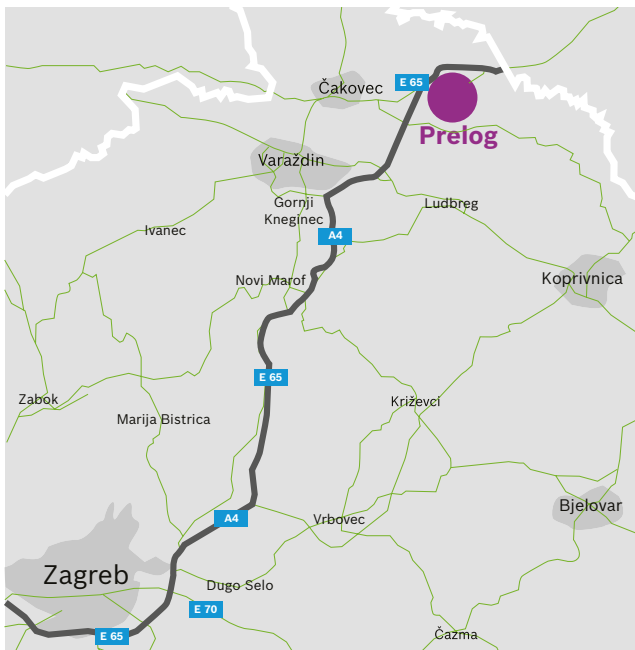 E 65
Čakovec
Prelog
Varaždin
Gornji
Kneginec
Ludbreg
Ivanec
A4
Novi Marof
Koprivnica
E 65
Zabok
Križevci
Marija Bistrica
Bjelovar
A4
Vrbovec
Zagreb
Dugo Selo
E 70
E 65
Čazma